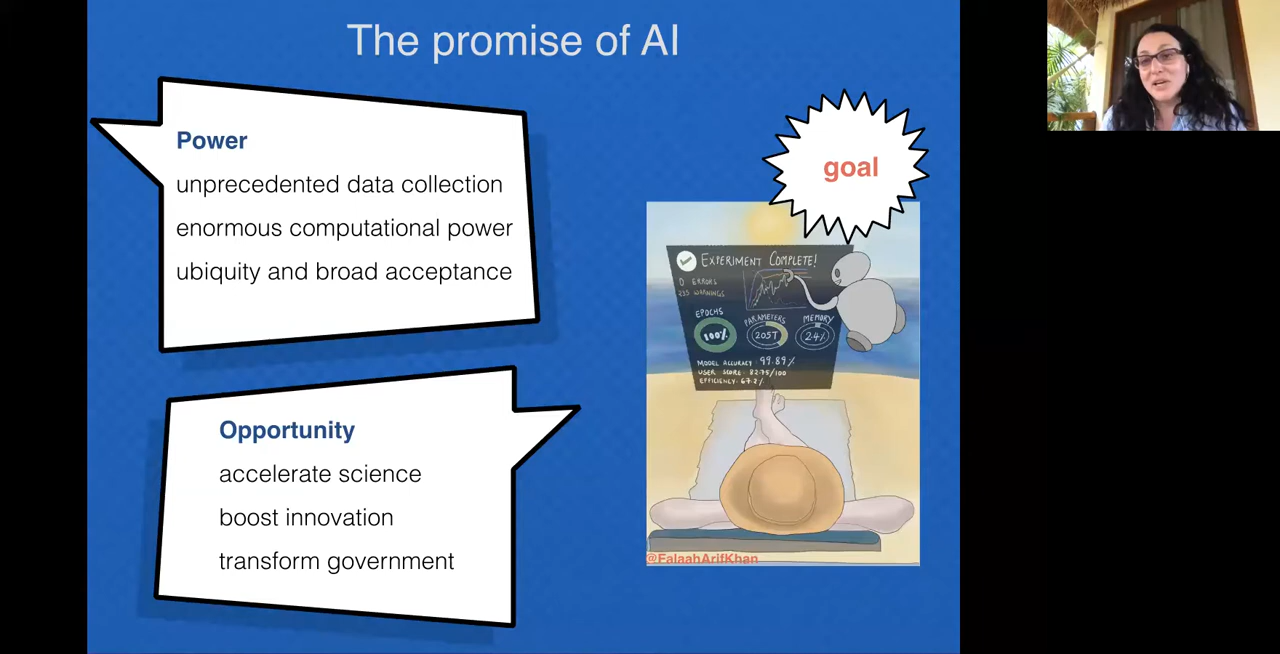 The promise of AI
Power
unprecedented data collection
enormous computational power
ubiquity and broad acceptance
Opportunity
accelerate science
boost innovation
transform government
goal
EXPERIMENT COMPLETE!
0 ERRORS
235 WARNINGS
EPOCHS
PARAMETERS
MEMORY
100%
205T
24%
MODEL ACCURACY: 99.89%
USER SCORE: 82.75/100
EFFICIENCY: 67.2%
@FalaahArifKhan